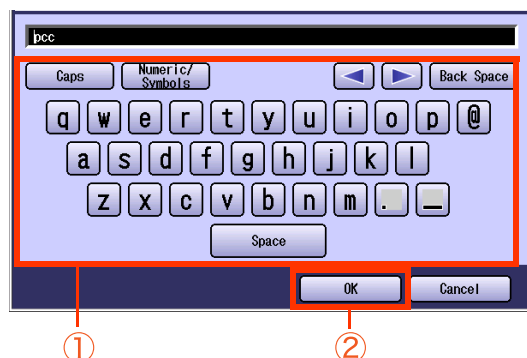 pcc
Caps Numeric/ Symbols Back Space
q w e r t y u i o p @
a s d f g h j k l
z x c v b n m . _
Space
OK Cancel
① ②